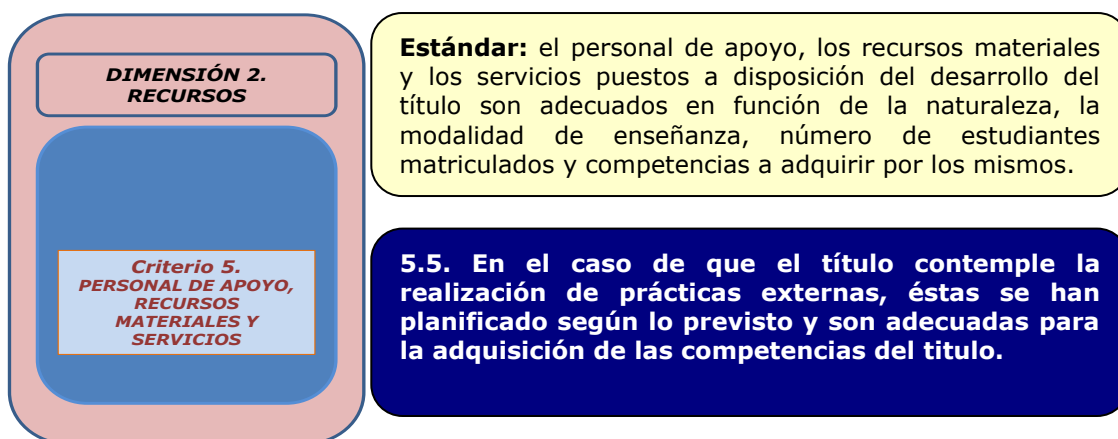 DIMENSIÓN 2.
RECURSOS
Criterio 5.
PERSONAL DE APOYO,
RECURSOS
MATERIALES Y
SERVICIOS
Estándar: el personal de apoyo, los recursos materiales
y los servicios puestos a disposición del desarrollo del
título son adecuados en función de la naturaleza, la
modalidad de enseñanza, número de estudiantes
matriculados y competencias a adquirir por los mismos.
5.5. En el caso de que el título contemple la
realización de prácticas externas, éstas se han
planificado según lo previsto y son adecuadas para
la adquisición de las competencias del titulo.